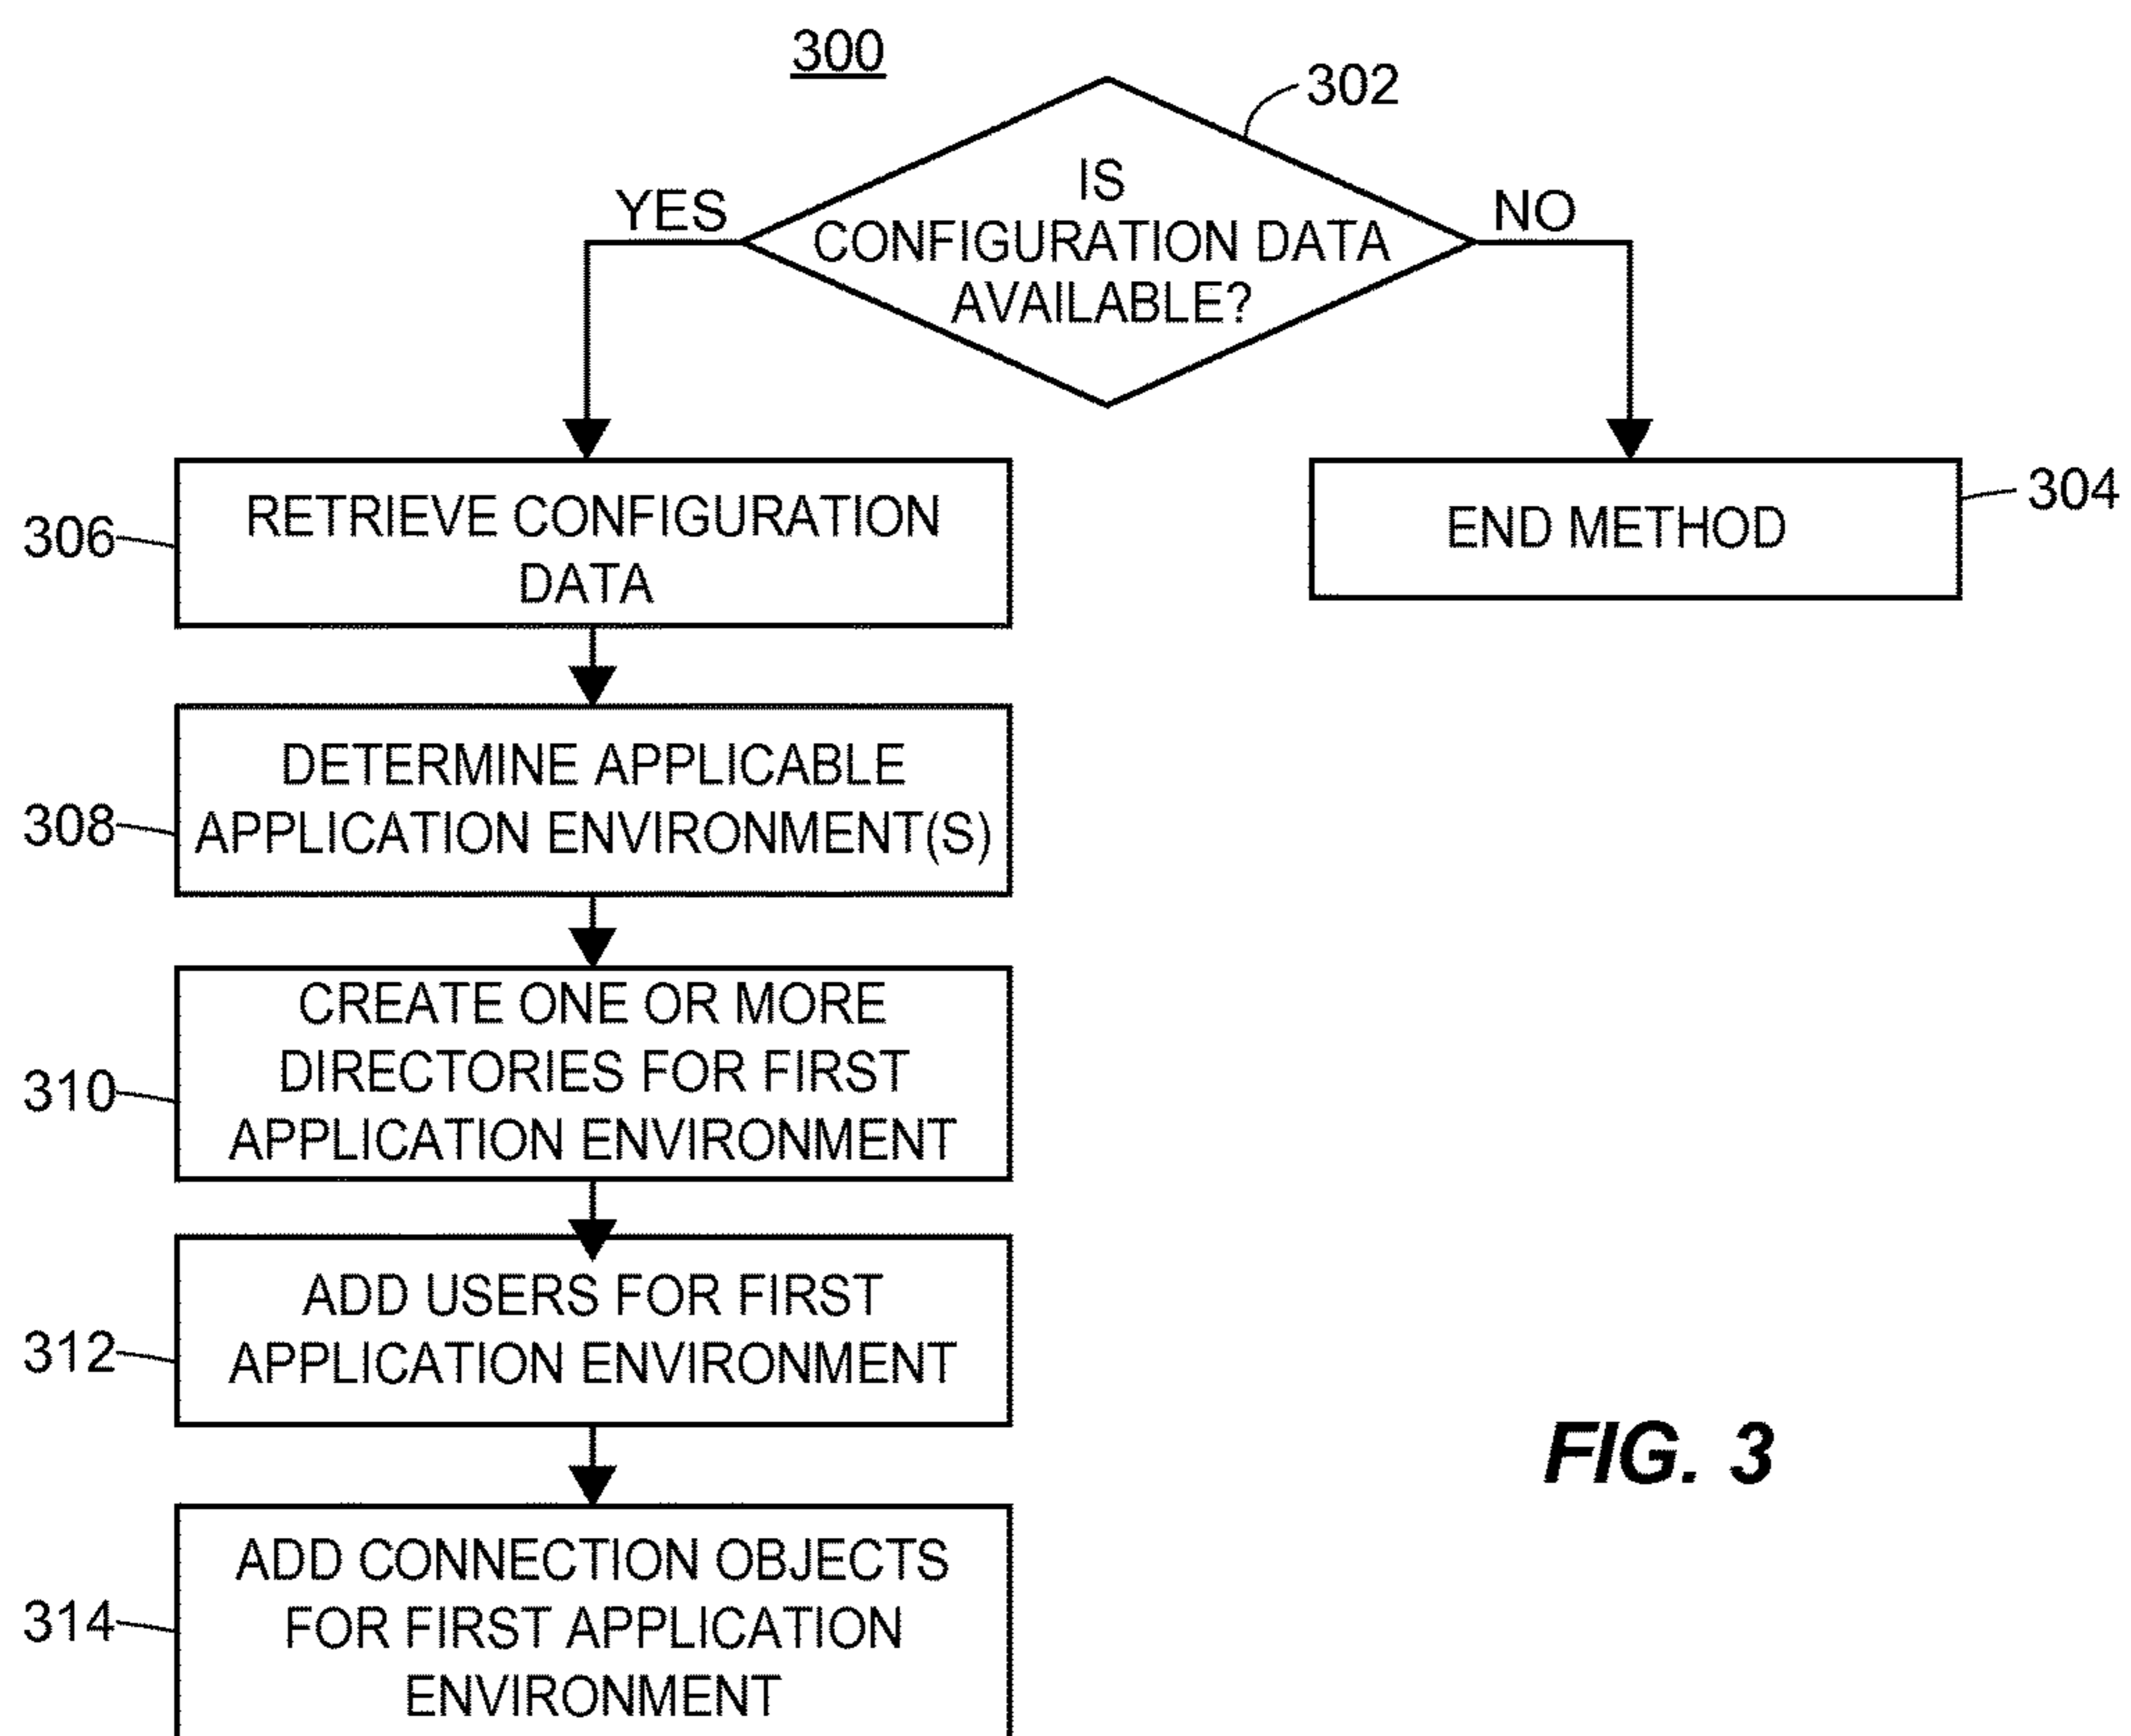 300
302
IS
CONFIGURATION DATA
AVAILABLE?
YES
NO
306
RETRIEVE CONFIGURATION
DATA
END METHOD
304
308
DETERMINE APPLICABLE
APPLICATION ENVIRONMENT(S)
310
CREATE ONE OR MORE
DIRECTORIES FOR FIRST
APPLICATION ENVIRONMENT
312
ADD USERS FOR FIRST
APPLICATION ENVIRONMENT
314
ADD CONNECTION OBJECTS
FOR FIRST APPLICATION
ENVIRONMENT
FIG. 3